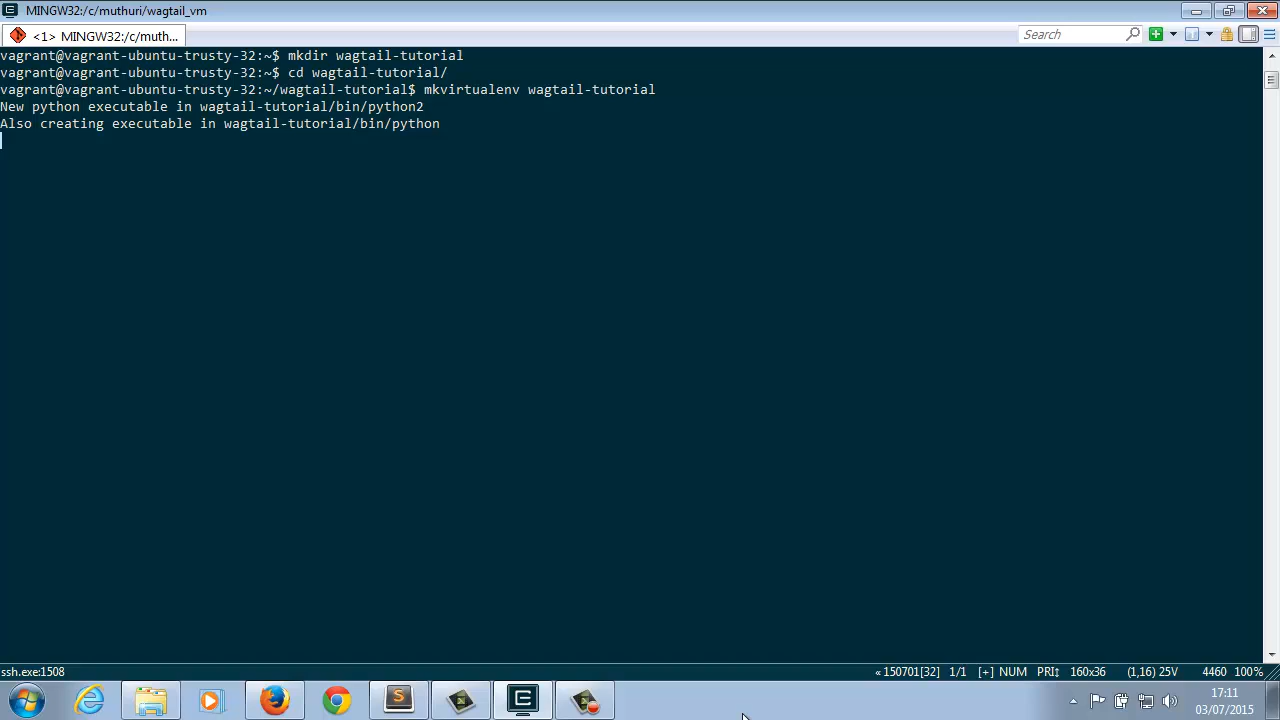 MINGW32:/c/muthuri/wagtail_vm
<1> MINGW32:/c/muth...
Search
vagrant@vagrant-ubuntu-trusty-32:~$ mkdir wagtail-tutorial
vagrant@vagrant-ubuntu-trusty-32:~$ cd wagtail-tutorial/
vagrant@vagrant-ubuntu-trusty-32:~/wagtail-tutorial$ mkvirtualenv wagtail-tutorial
New python executable in wagtail-tutorial/bin/python2
Also creating executable in wagtail-tutorial/bin/python
ssh.exe:1508 « 150701[32] 1/1 [+] NUM PRI↕ 160x36 (1,16) 25V 4460 100%
17:11
03/07/2015